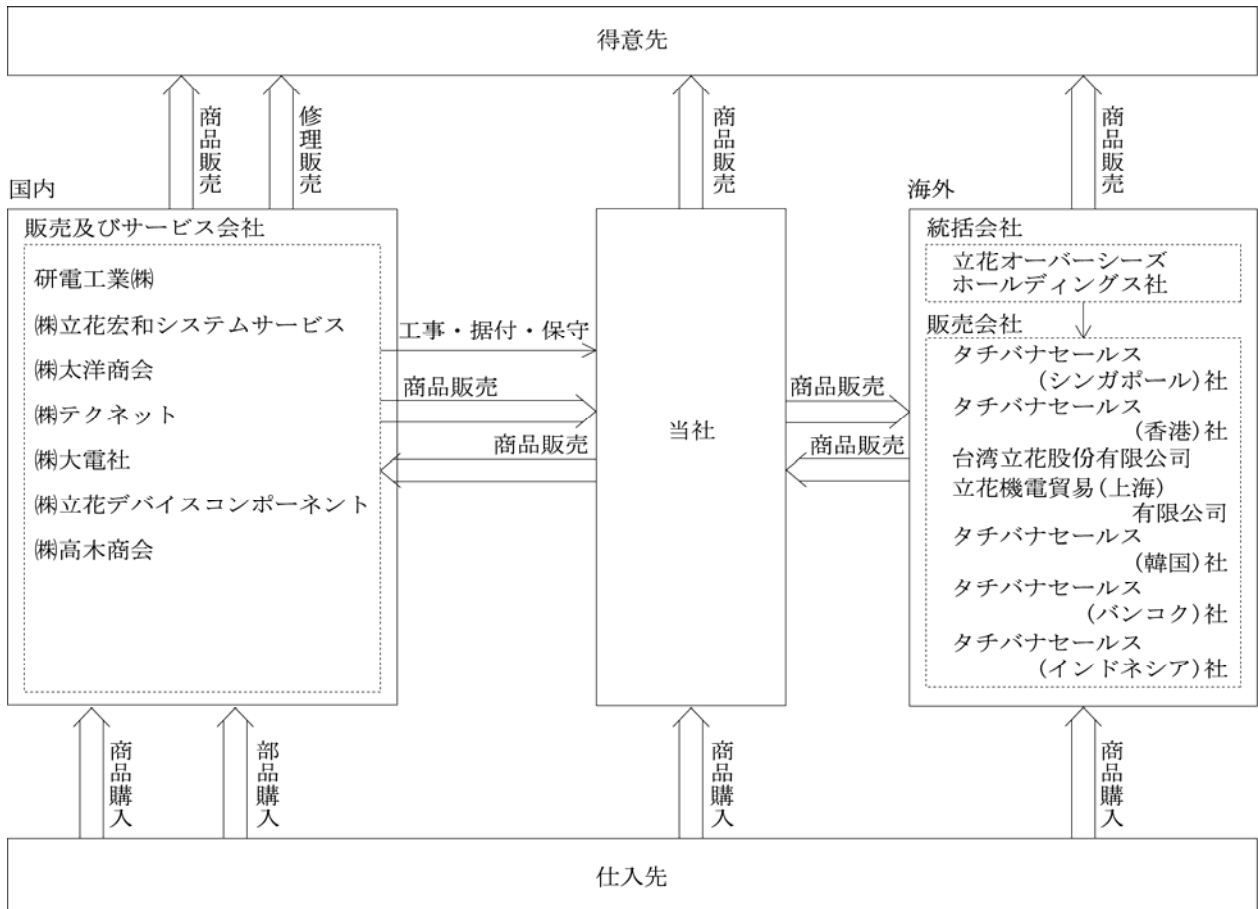 得意先
商品販売
修理販売
商品販売
商品販売
国内
海外
販売及びサービス会社
研電工業㈱
㈱立花宏和システムサービス
㈱太洋商会
㈱テクネット
㈱大電社
㈱立花デバイスコンポーネント
㈱高木商会
工事・据付・保守
商品販売
商品販売
当社
商品販売
商品販売
統括会社
立花オーバーシーズ
ホールディングス社
販売会社
タチバナセールス
(シンガポール)社
タチバナセールス
(香港)社
台湾立花股份有限公司
立花機電貿易(上海)
有限公司
タチバナセールス
(韓国)社
タチバナセールス
(バンコク)社
タチバナセールス
(インドネシア)社
商品購入
部品購入
商品購入
商品購入
仕入先